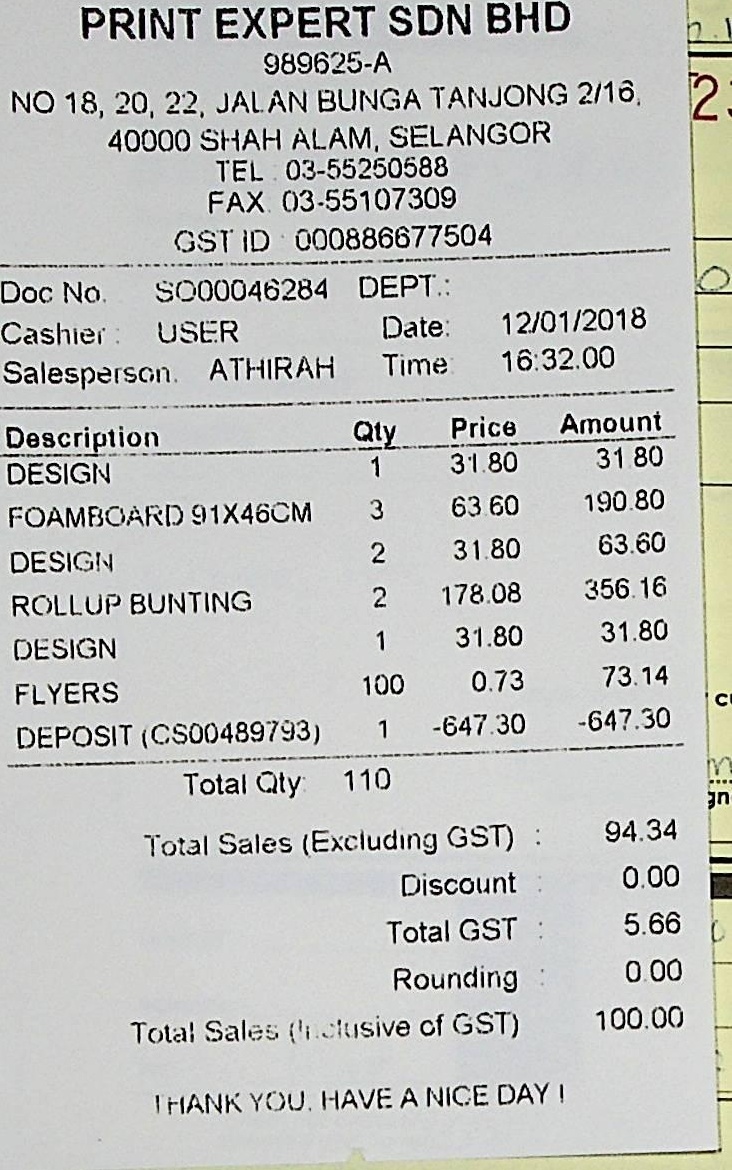 PRINT EXPERT SDN BHD
989625-A
NO 18, 20, 22, JALAN BUNGA TANJONG 2/16,
40000 SHAH ALAM, SELANGOR
TEL : 03-55250588
FAX. 03-55107309
GST ID : 000886677504
Doc No. SO00046284 DEPT.:
Cashier : USER Date: 12/01/2018
Salesperson. ATHIRAH Time 16:32:00
Description Qty Price Amount
DESIGN 1 31.80 31.80
FOAMBOARD 91X46CM 3 63.60 190.80
DESIGN 2 31.80 63.60
ROLLUP BUNTING 2 178.08 356.16
DESIGN 1 31.80 31.80
FLYERS 100 0.73 73.14
DEPOSIT (CS00489793) 1 -647.30 -647.30
Total Qty: 110
Total Sales (Excluding GST) : 94.34
Discount : 0.00
Total GST : 5.66
Rounding : 0.00
Total Sales (Inclusive of GST) 100.00
THANK YOU. HAVE A NICE DAY !